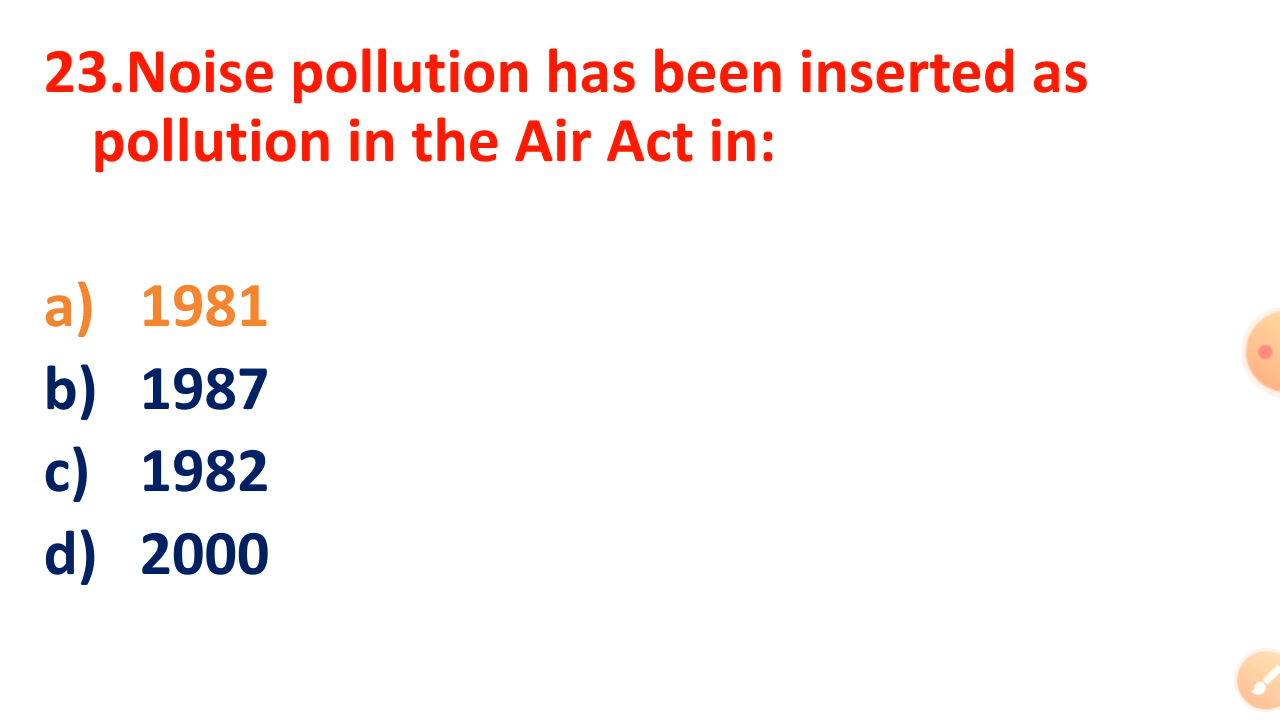 23.Noise pollution has been inserted as
pollution in the Air Act in:
a) 1981
b) 1987
c) 1982
d) 2000